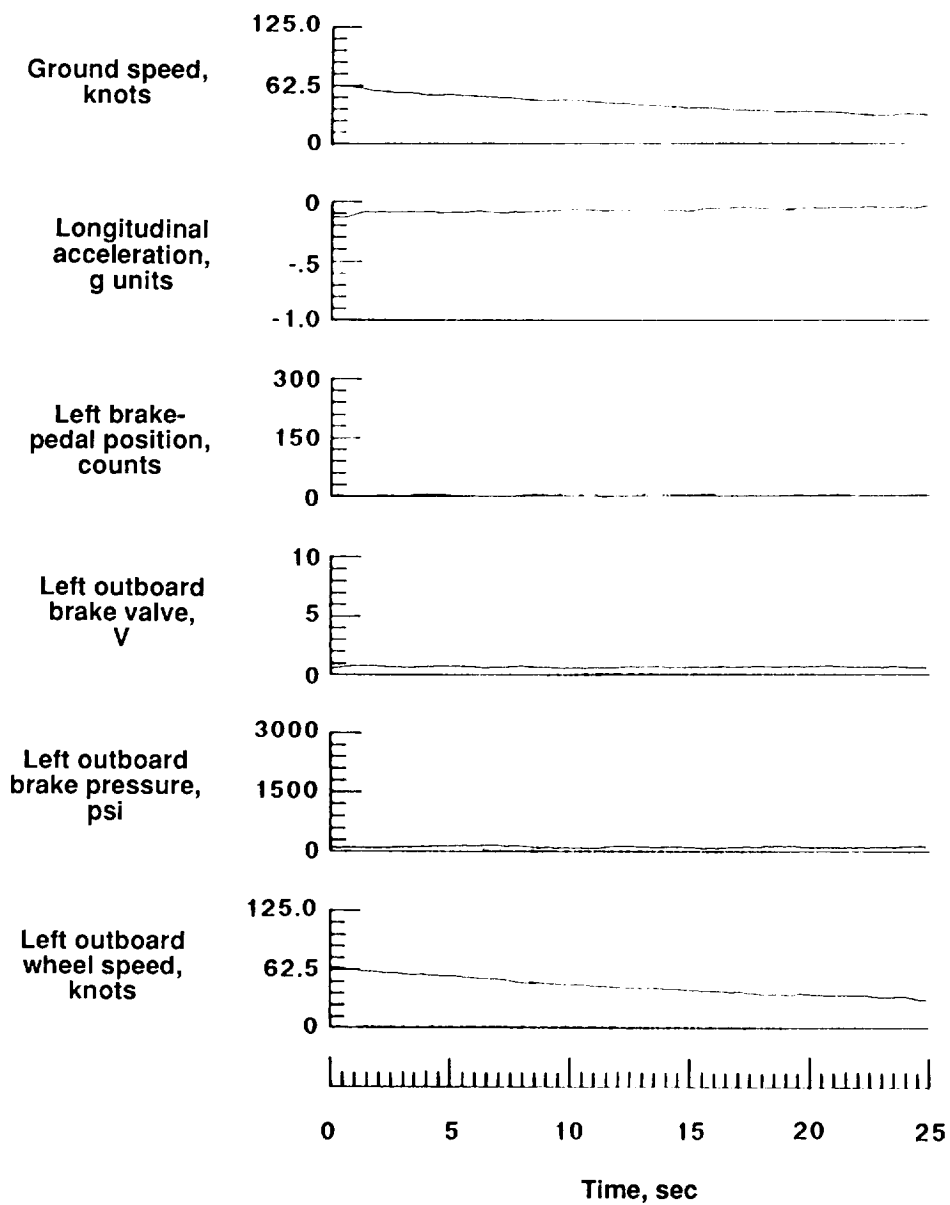 125.0
Ground speed,
knots
62.5
0
0
Longitudinal
acceleration,
g units
-.5
-1.0
300
Left brake-
pedal position,
counts
150
0
10
Left outboard
brake valve,
V
5
0
3000
Left outboard
brake pressure,
psi
1500
0
125.0
Left outboard
wheel speed,
knots
62.5
0
0 5 10 15 20 25
Time, sec